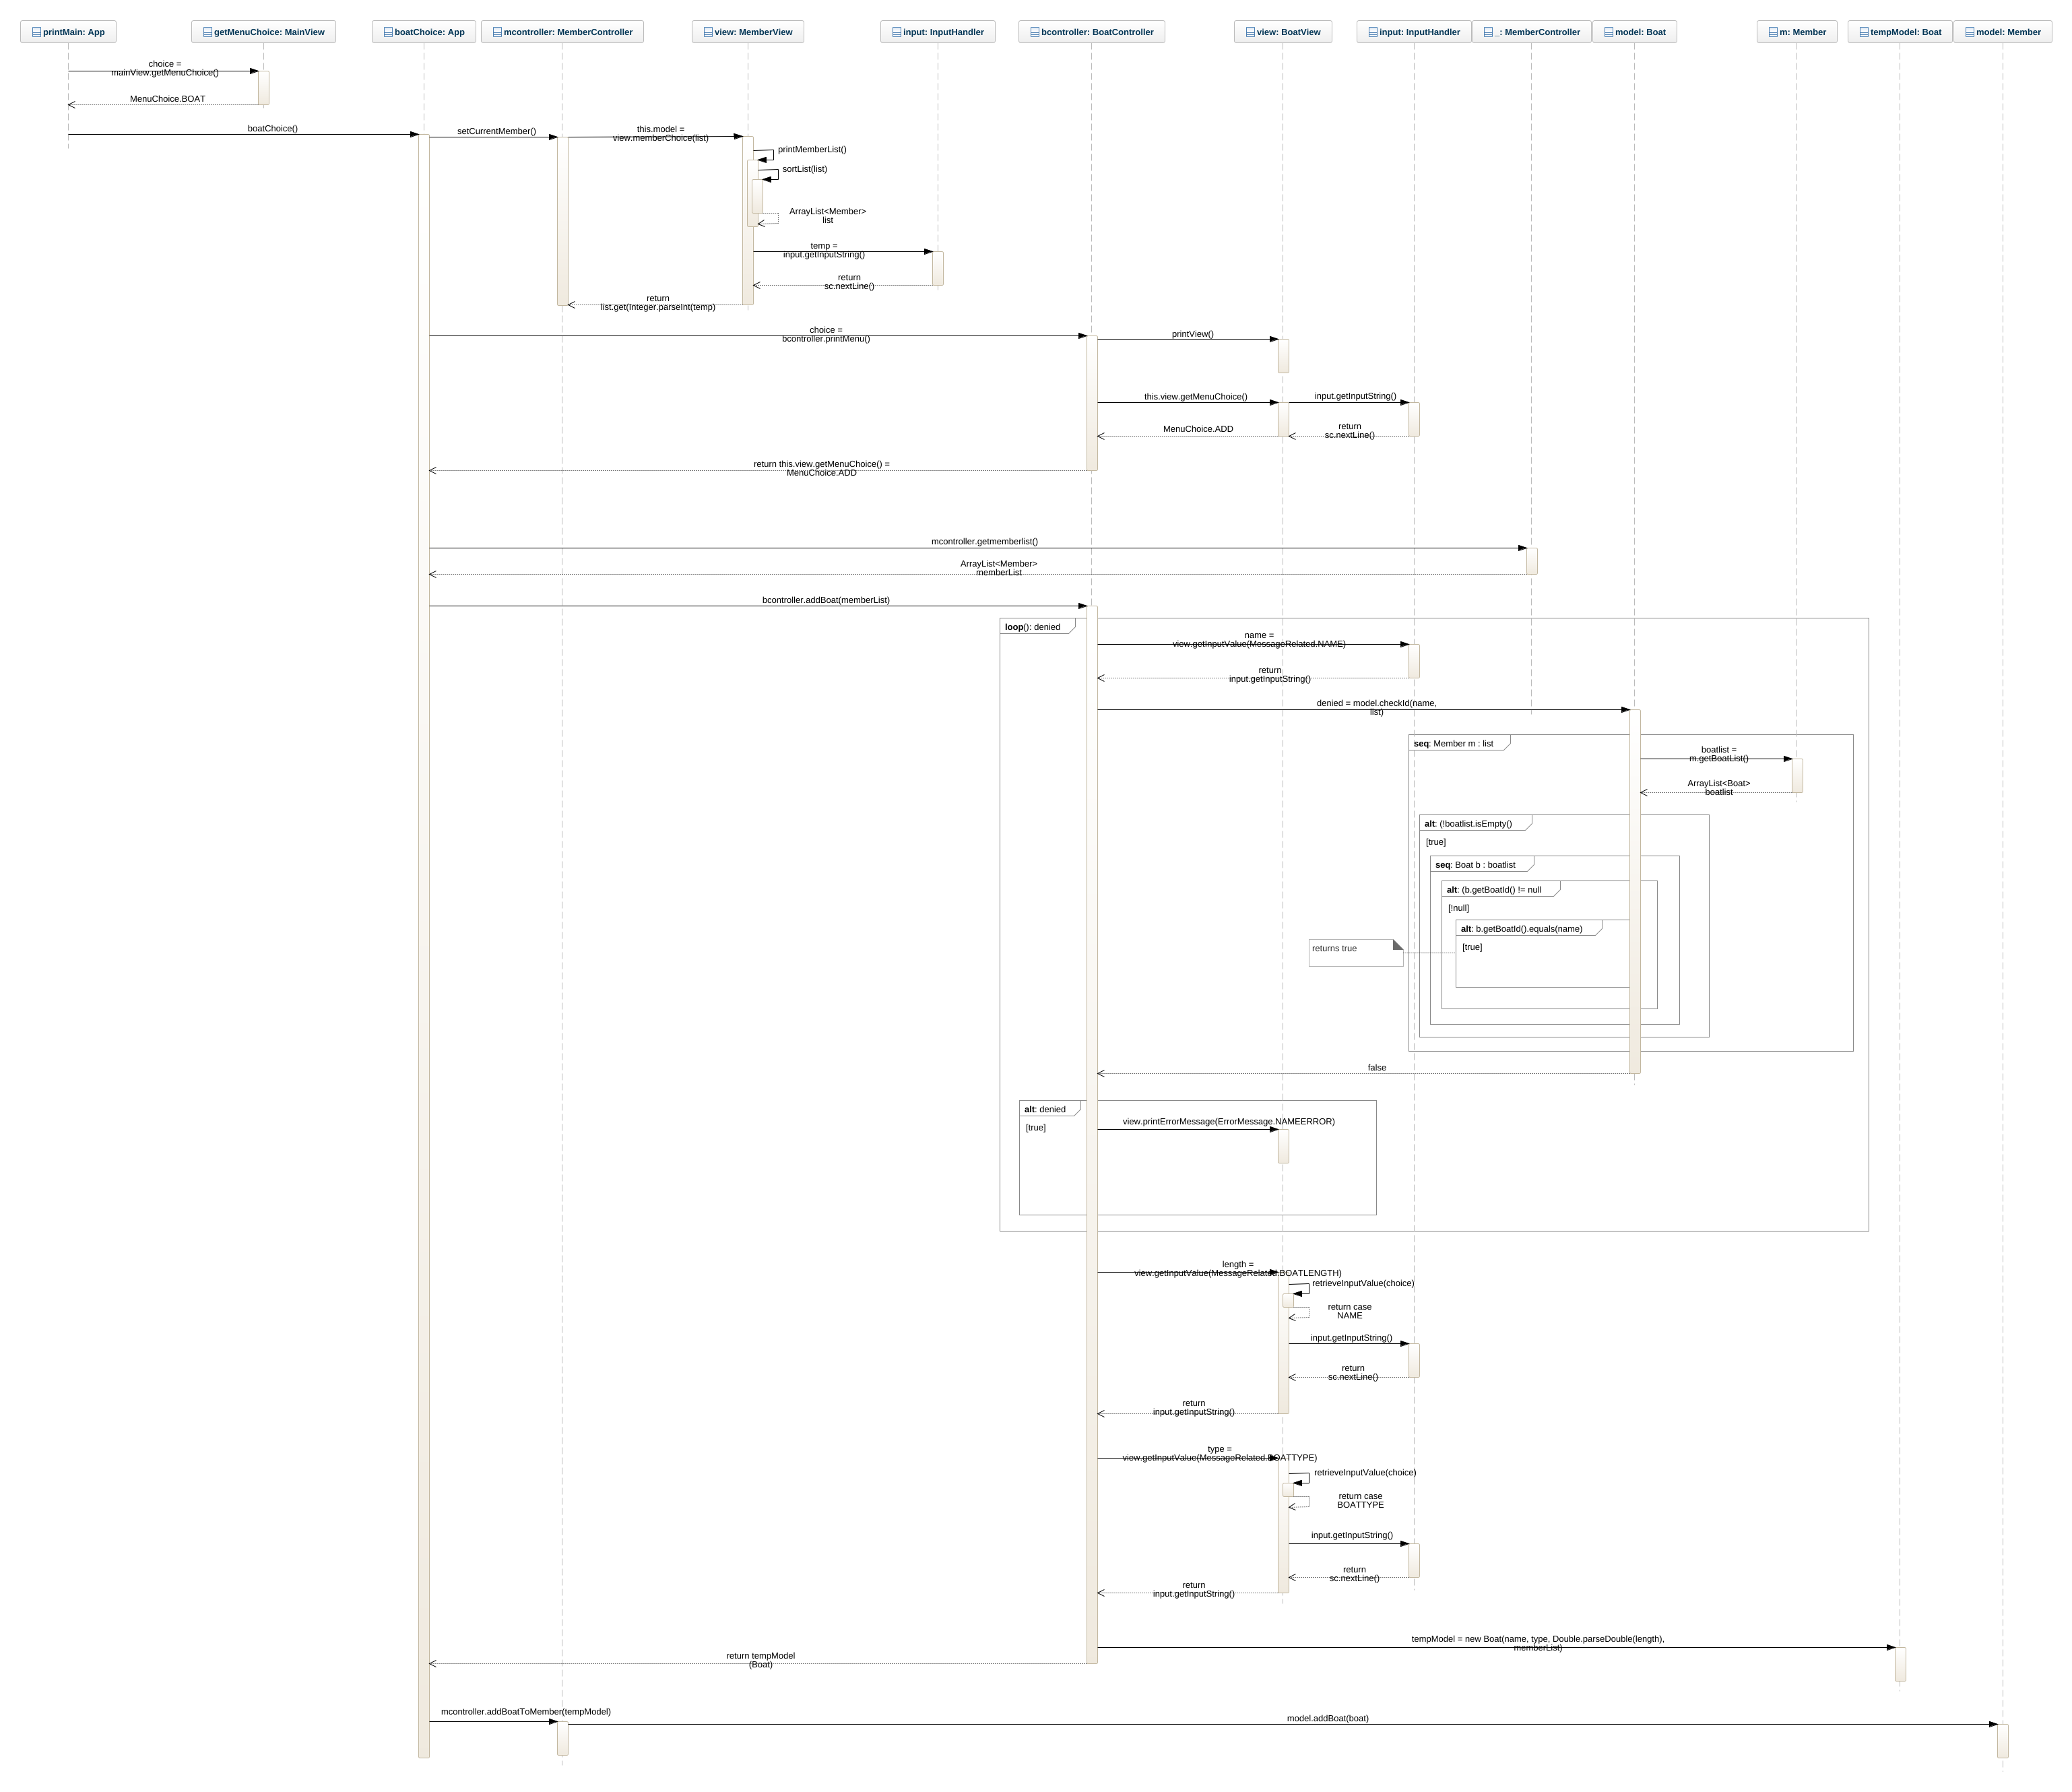 printMain: App
getMenuChoice: MainView
boatChoice: App
mcontroller: MemberController
view: MemberView
input: InputHandler
bcontroller: BoatController
view: BoatView
input: InputHandler
_: MemberController
model: Boat
m: Member
tempModel: Boat
model: Member
choice =
mainView.getMenuChoice()
MenuChoice.BOAT
boatChoice()
setCurrentMember()
this.model =
view.memberChoice(list)
printMemberList()
sortList(list)
ArrayList<Member>
list
temp =
input.getInputString()
return
sc.nextLine()
return
list.get(Integer.parseInt(temp)
choice =
bcontroller.printMenu()
printView()
this.view.getMenuChoice()
input.getInputString()
MenuChoice.ADD
return
sc.nextLine()
return this.view.getMenuChoice() =
MenuChoice.ADD
mcontroller.getmemberlist()
ArrayList<Member>
memberList
bcontroller.addBoat(memberList)
loop(): denied
name =
view.getInputValue(MessageRelated.NAME)
return
input.getInputString()
denied = model.checkId(name,
list)
seq: Member m : list
boatlist =
m.getBoatList()
ArrayList<Boat>
boatlist
alt: (!boatlist.isEmpty()
[true]
seq: Boat b : boatlist
alt: (b.getBoatId() != null
[!null]
alt: b.getBoatId().equals(name)
[true]
returns true
false
alt: denied
[true]
view.printErrorMessage(ErrorMessage.NAMEERROR)
length =
view.getInputValue(MessageRelated.BOATLENGTH)
retrieveInputValue(choice)
return case
NAME
input.getInputString()
return
sc.nextLine()
return
input.getInputString()
type =
view.getInputValue(MessageRelated.BOATTYPE)
retrieveInputValue(choice)
return case
BOATTYPE
input.getInputString()
return
sc.nextLine()
return
input.getInputString()
tempModel = new Boat(name, type, Double.parseDouble(length),
memberList)
return tempModel
(Boat)
mcontroller.addBoatToMember(tempModel)
model.addBoat(boat)